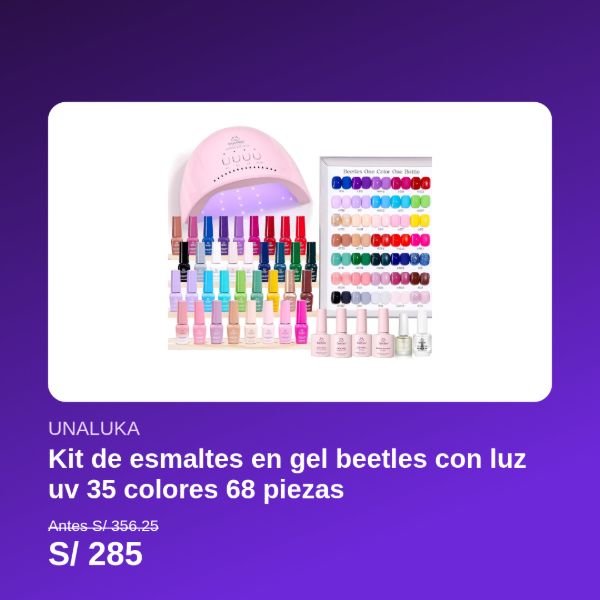 Beetles One Color One Bottle
UNALUKA
Kit de esmaltes en gel beetles con luz
uv 35 colores 68 piezas
Antes S/ 356.25
S/ 285